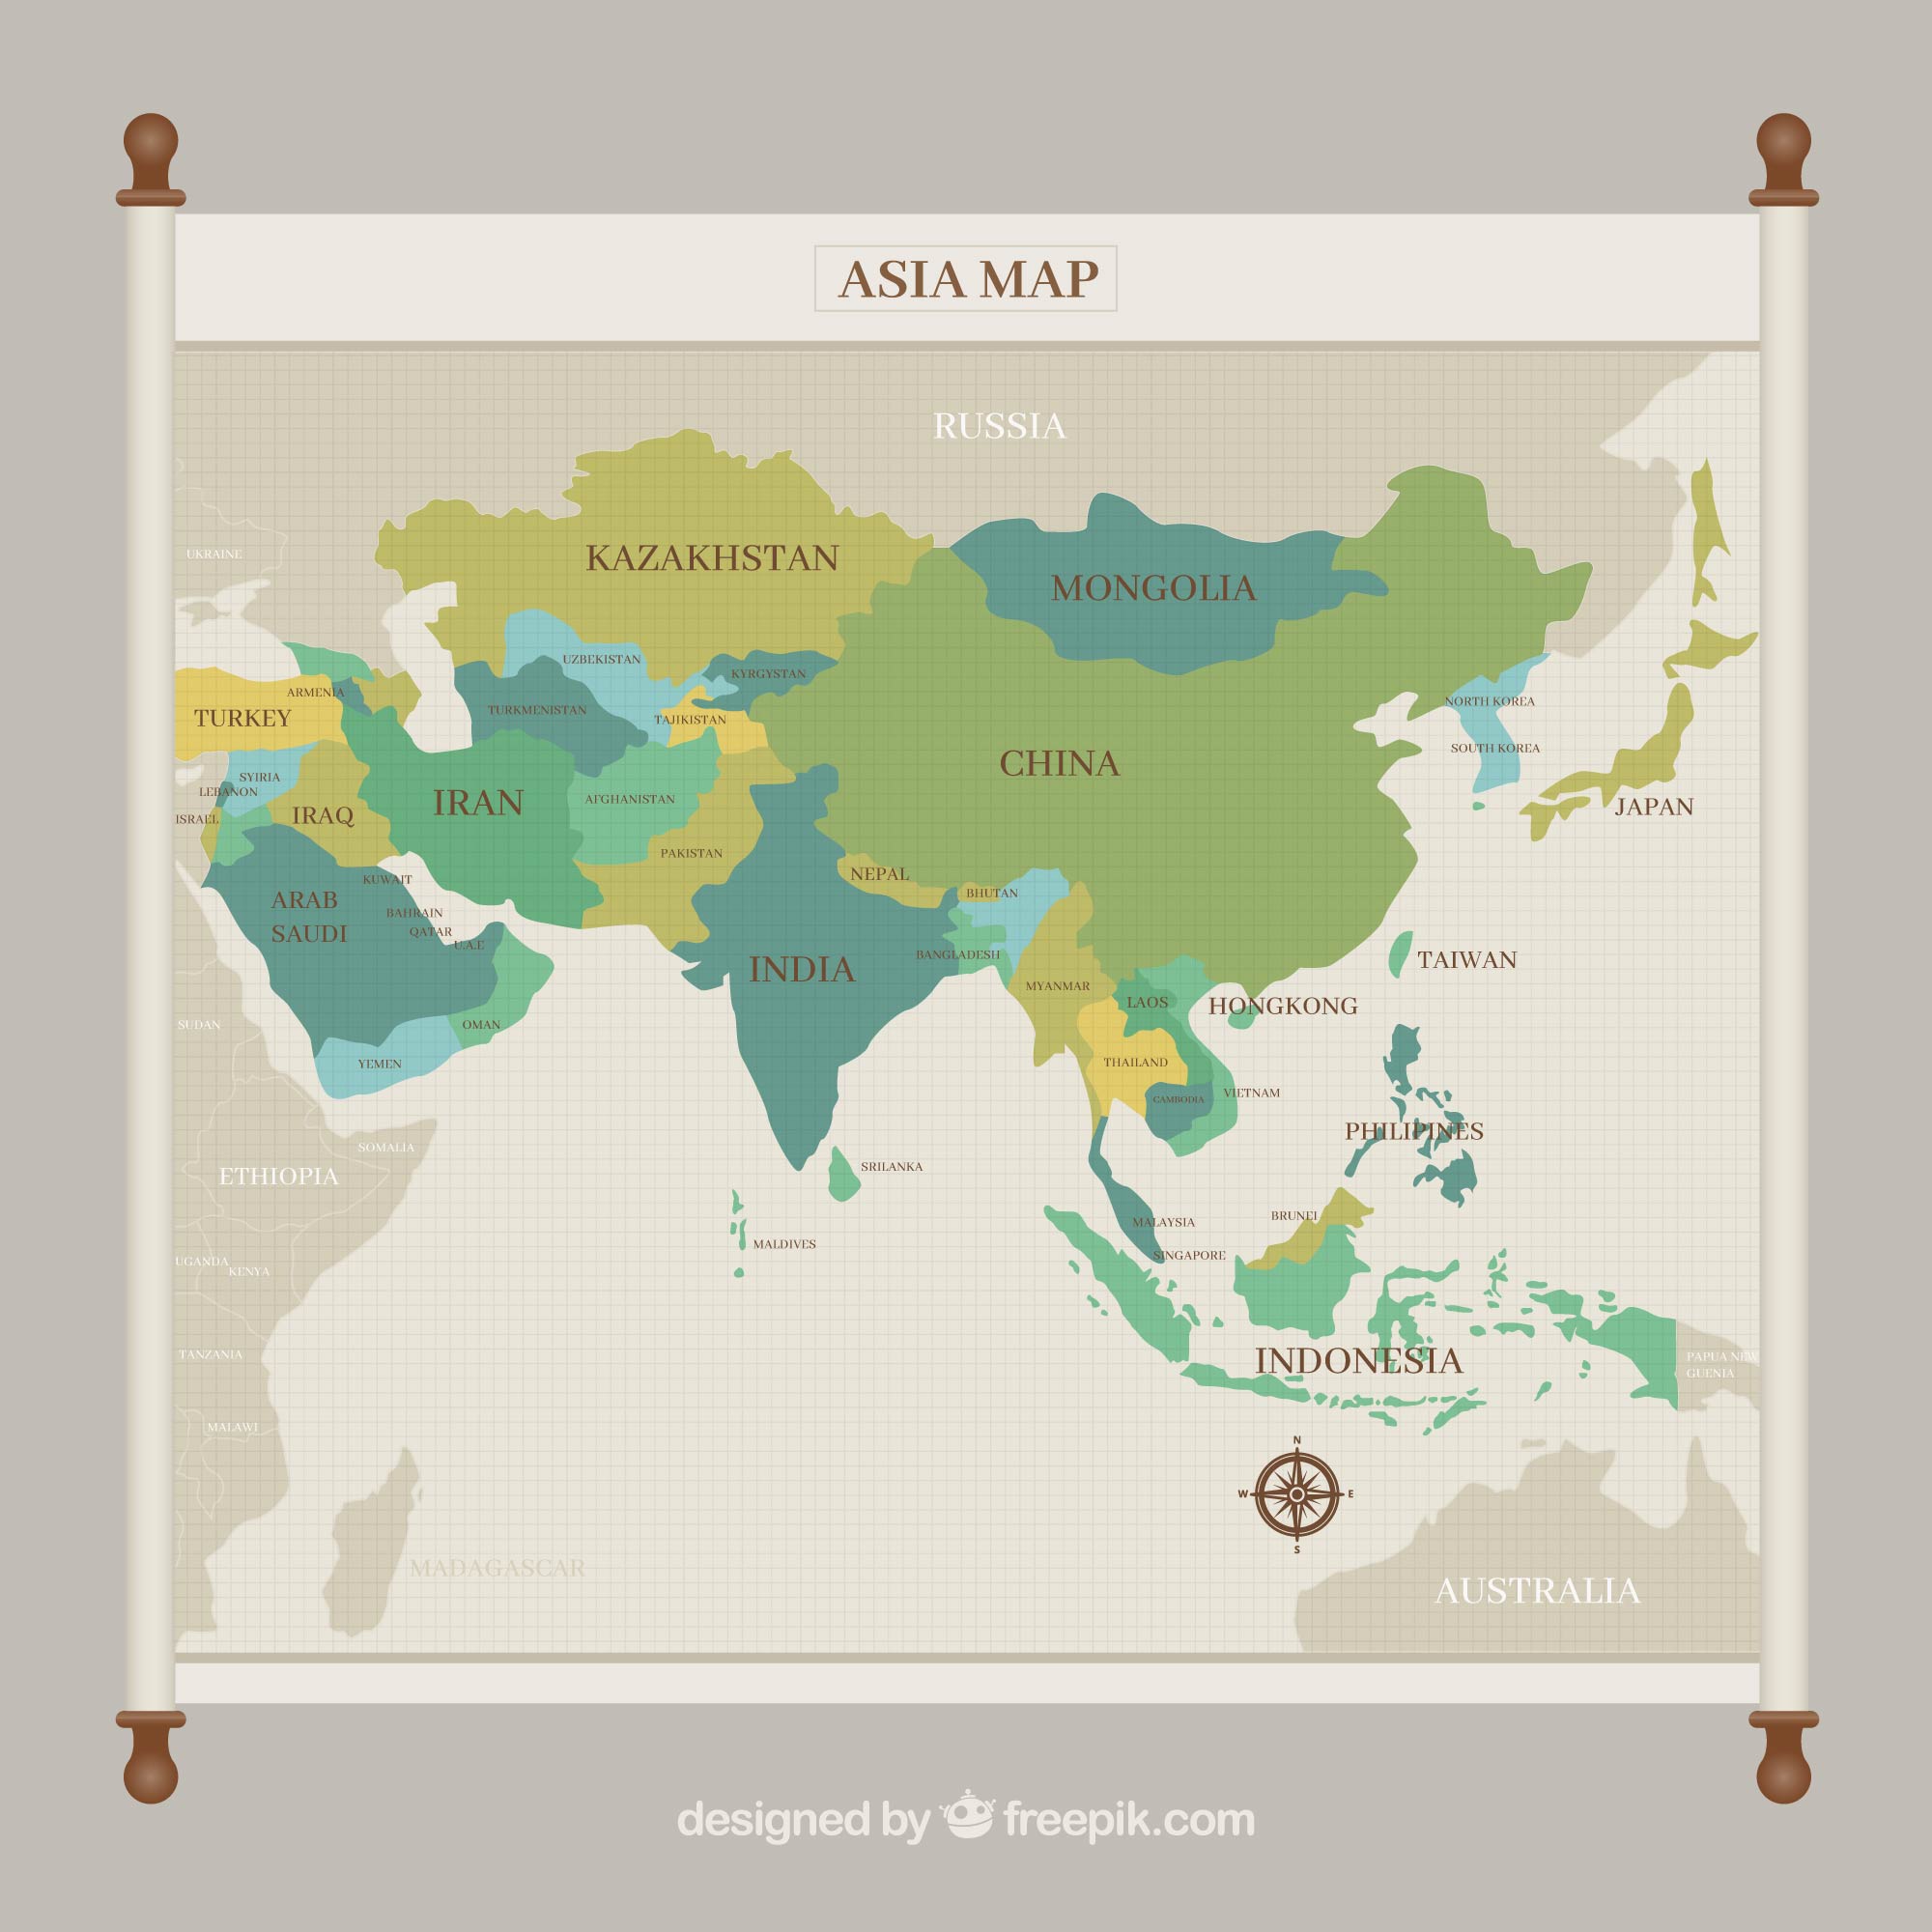 ASIA MAP
RUSSIA
UKRAINE
KAZAKHSTAN
MONGOLIA
UZBEKISTAN
KYRGYSTAN
ARMENIA
TURKEY
TURKMENISTAN
TAJIKISTAN
NORTH KOREA
SOUTH KOREA
CHINA
SYIRIA
LEBANON
IRAN
AFGHANISTAN
JAPAN
ISRAEL
IRAQ
PAKISTAN
KUWAIT
NEPAL
BHUTAN
ARAB
SAUDI
BAHRAIN
QATAR
U.A.E
INDIA
BANGLADESH
TAIWAN
MYANMAR
LAOS
HONGKONG
SUDAN
OMAN
YEMEN
THAILAND
CAMBODIA
VIETNAM
PHILIPINES
SOMALIA
ETHIOPIA
SRILANKA
MALDIVES
MALAYSIA
SINGAPORE
BRUNEI
UGANDA
KENYA
TANZANIA
INDONESIA
PAPUA NEW
GUENIA
MALAWI
N
W
E
S
MADAGASCAR
AUSTRALIA
designed by freepik.com